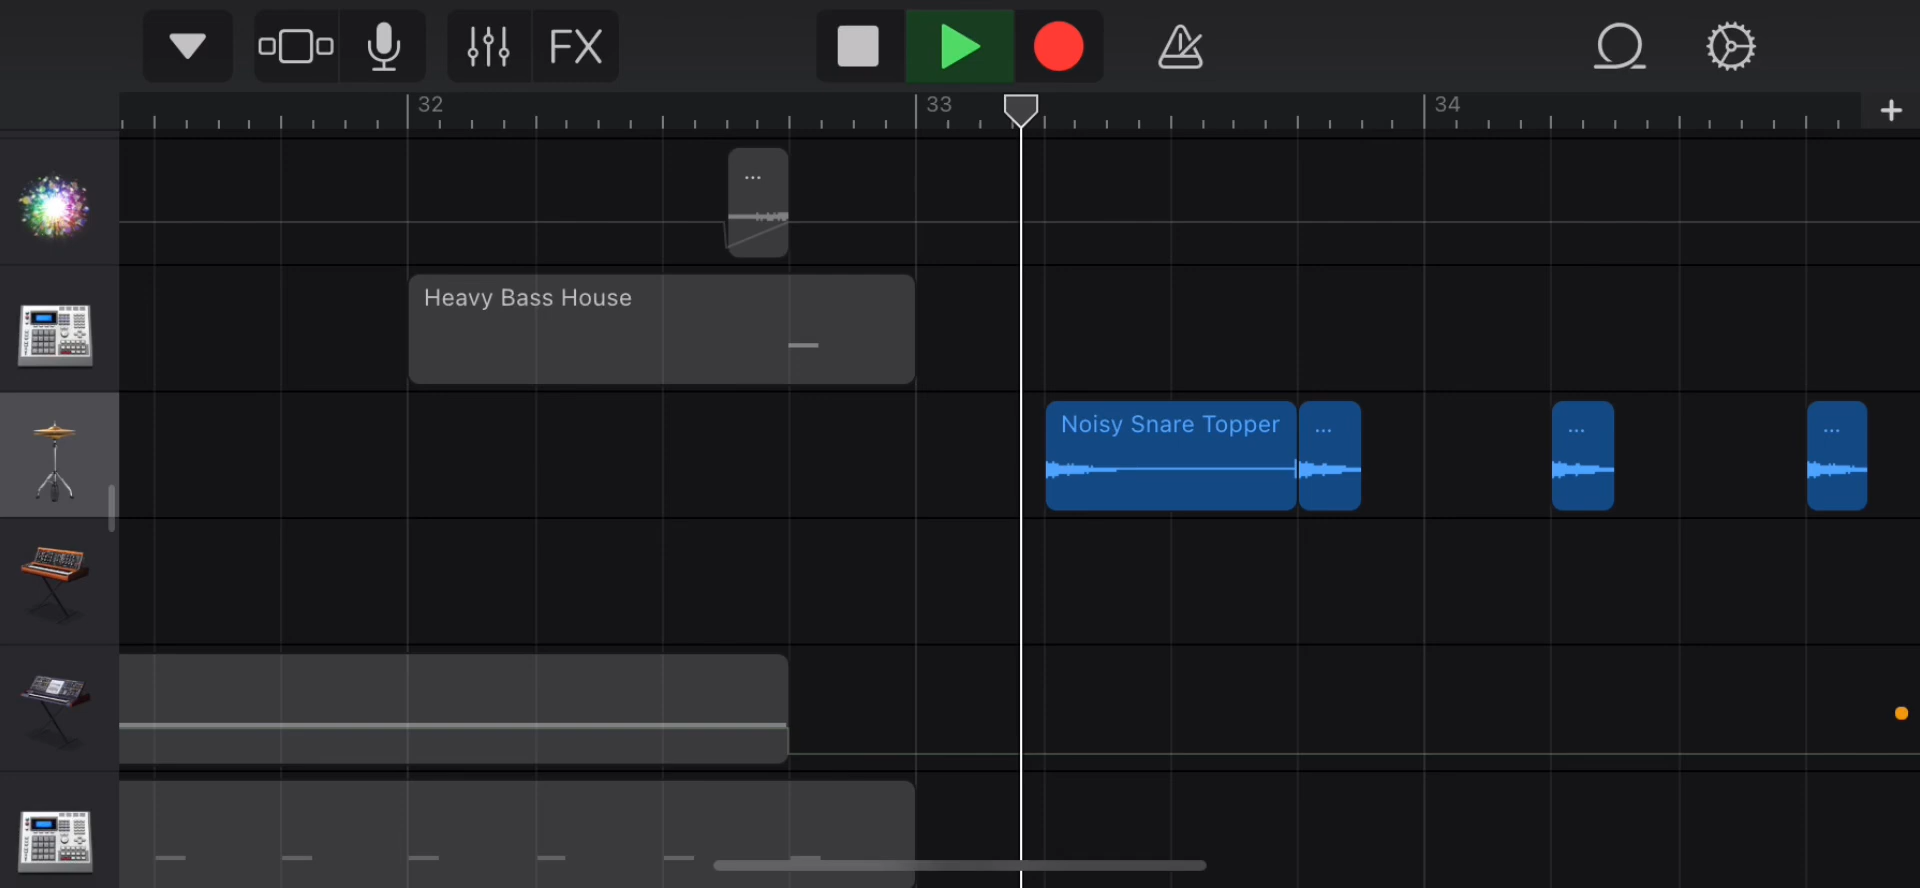 FX
32
33
34
...
Heavy Bass House
Noisy Snare Topper
...
...
...